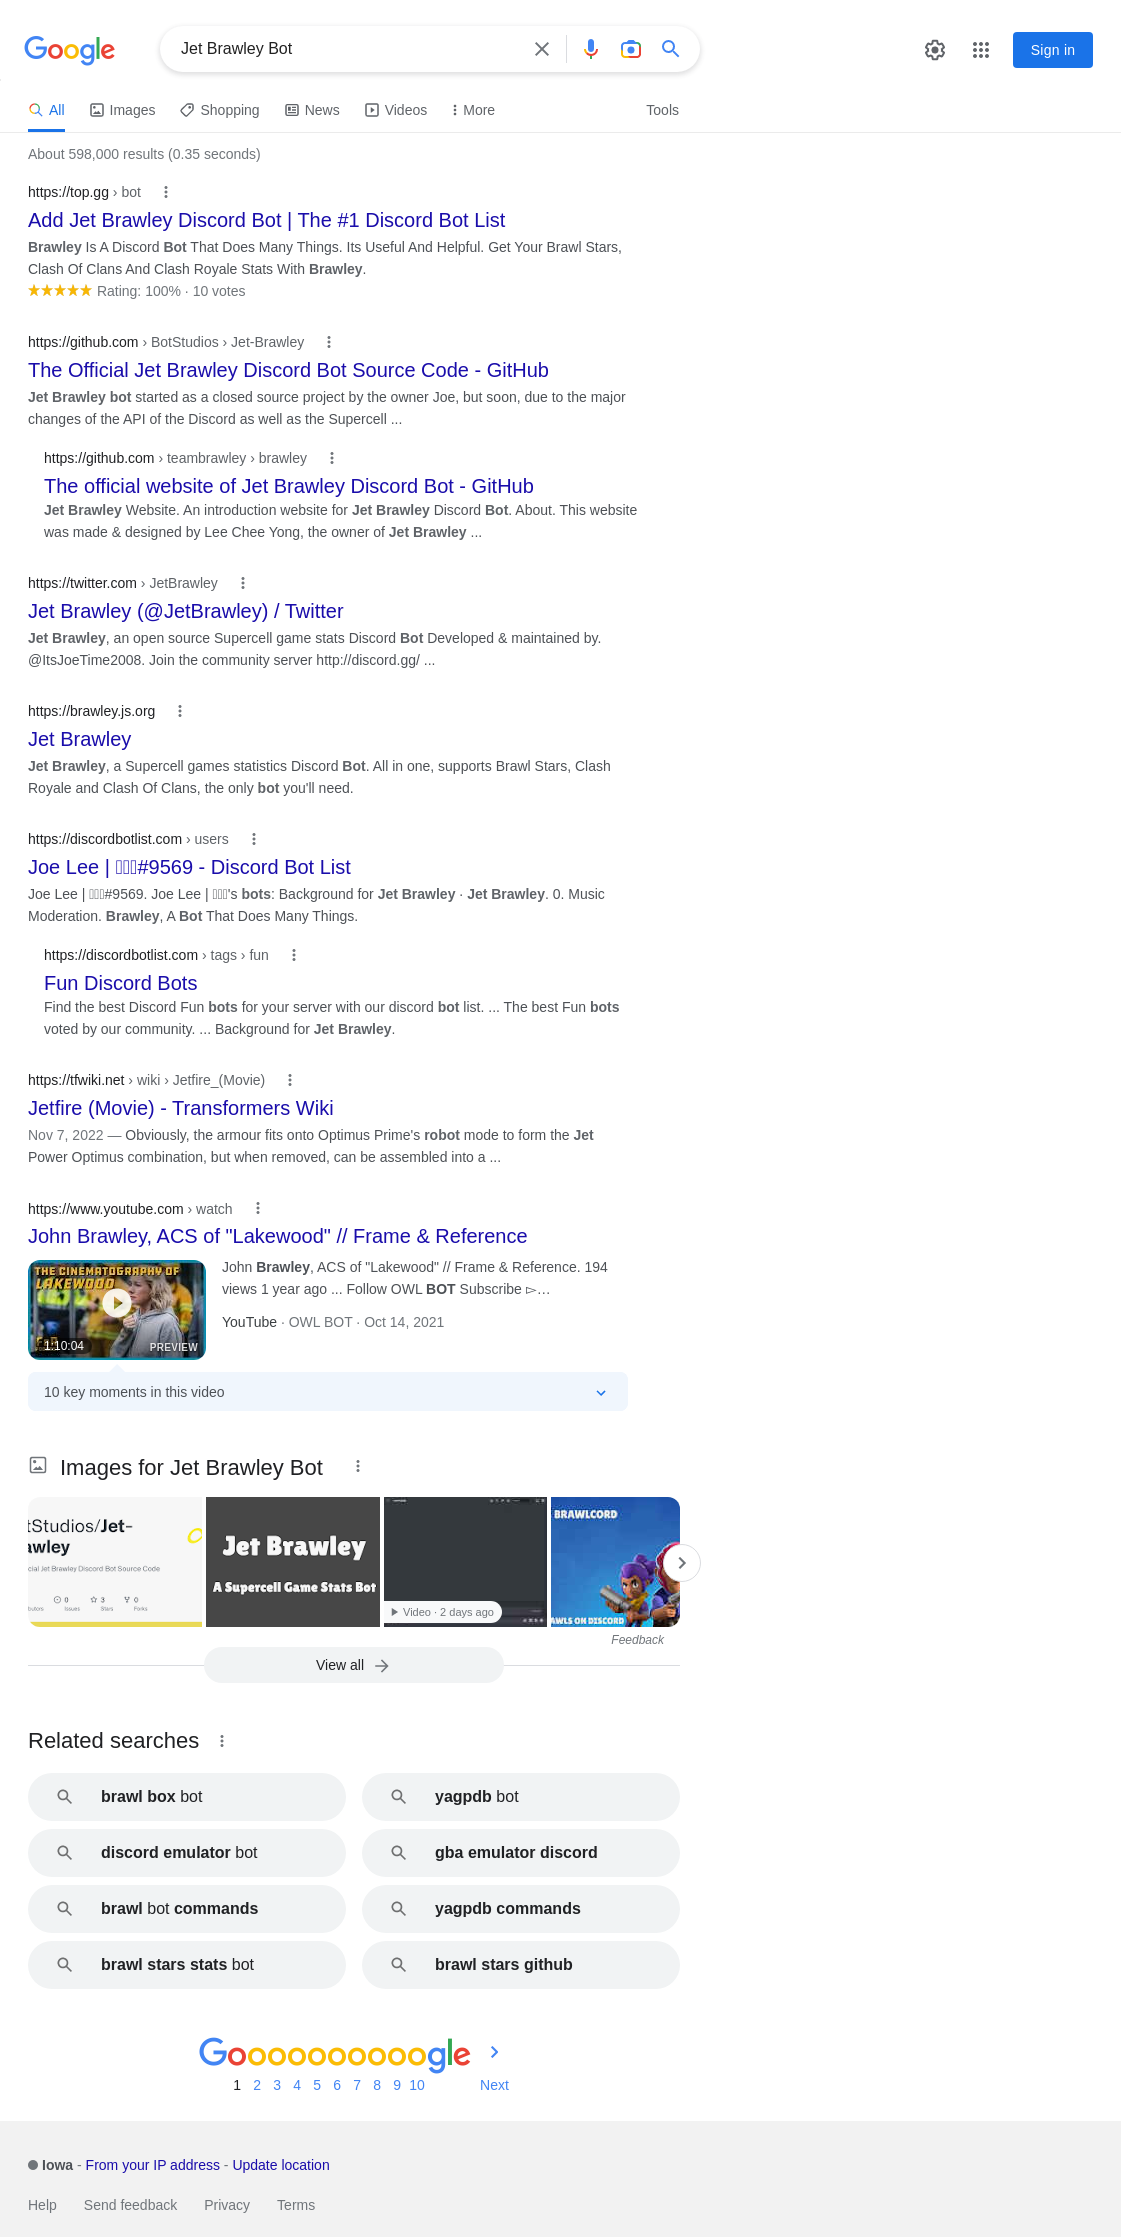 Google
Jet Brawley Bot
Sign in
All
Images
Shopping
News
Videos
More
Tools
About 598,000 results (0.35 seconds)
https://top.gg › bot
Add Jet Brawley Discord Bot | The #1 Discord Bot List
Brawley Is A Discord Bot That Does Many Things. Its Useful And Helpful. Get Your Brawl Stars,
Clash Of Clans And Clash Royale Stats With Brawley.
Rating: 100% · 10 votes
https://github.com › BotStudios › Jet-Brawley
The Official Jet Brawley Discord Bot Source Code - GitHub
Jet Brawley bot started as a closed source project by the owner Joe, but soon, due to the major
changes of the API of the Discord as well as the Supercell ...
https://github.com › teambrawley › brawley
The official website of Jet Brawley Discord Bot - GitHub
Jet Brawley Website. An introduction website for Jet Brawley Discord Bot. About. This website
was made & designed by Lee Chee Yong, the owner of Jet Brawley ...
https://twitter.com › JetBrawley
Jet Brawley (@JetBrawley) / Twitter
Jet Brawley, an open source Supercell game stats Discord Bot Developed & maintained by.
@ItsJoeTime2008. Join the community server http://discord.gg/ ...
https://brawley.js.org
Jet Brawley
Jet Brawley, a Supercell games statistics Discord Bot. All in one, supports Brawl Stars, Clash
Royale and Clash Of Clans, the only bot you'll need.
https://discordbotlist.com › users
Joe Lee | #9569 - Discord Bot List
Joe Lee | #9569. Joe Lee | 's bots: Background for Jet Brawley · Jet Brawley. 0. Music
Moderation. Brawley, A Bot That Does Many Things.
https://discordbotlist.com › tags › fun
Fun Discord Bots
Find the best Discord Fun bots for your server with our discord bot list. ... The best Fun bots
voted by our community. ... Background for Jet Brawley.
https://tfwiki.net › wiki › Jetfire_(Movie)
Jetfire (Movie) - Transformers Wiki
Nov 7, 2022 — Obviously, the armour fits onto Optimus Prime's robot mode to form the Jet
Power Optimus combination, but when removed, can be assembled into a ...
https://www.youtube.com › watch
John Brawley, ACS of "Lakewood" // Frame & Reference
THE CINEMATOGRAPHY OF
LAKEWOOD
1:10:04
PREVIEW
John Brawley, ACS of "Lakewood" // Frame & Reference. 194
views 1 year ago ... Follow OWL BOT Subscribe ▻…
YouTube · OWL BOT · Oct 14, 2021
10 key moments in this video
Images for Jet Brawley Bot
tStudios/Jet-
awley
cial Jet Brawley Discord Bot Source Code
0 3 0
Issues Stars Forks
Jet Brawley
A Supercell Game Stats Bot
Video · 2 days ago
BRAWLCORD
AWLS ON DISCORD
Feedback
View all
Related searches
brawl box bot
yagpdb bot
discord emulator bot
gba emulator discord
brawl bot commands
yagpdb commands
brawl stars stats bot
brawl stars github
Goooooooooogle
1 2 3 4 5 6 7 8 9 10 Next
Iowa - From your IP address - Update location
Help Send feedback Privacy Terms